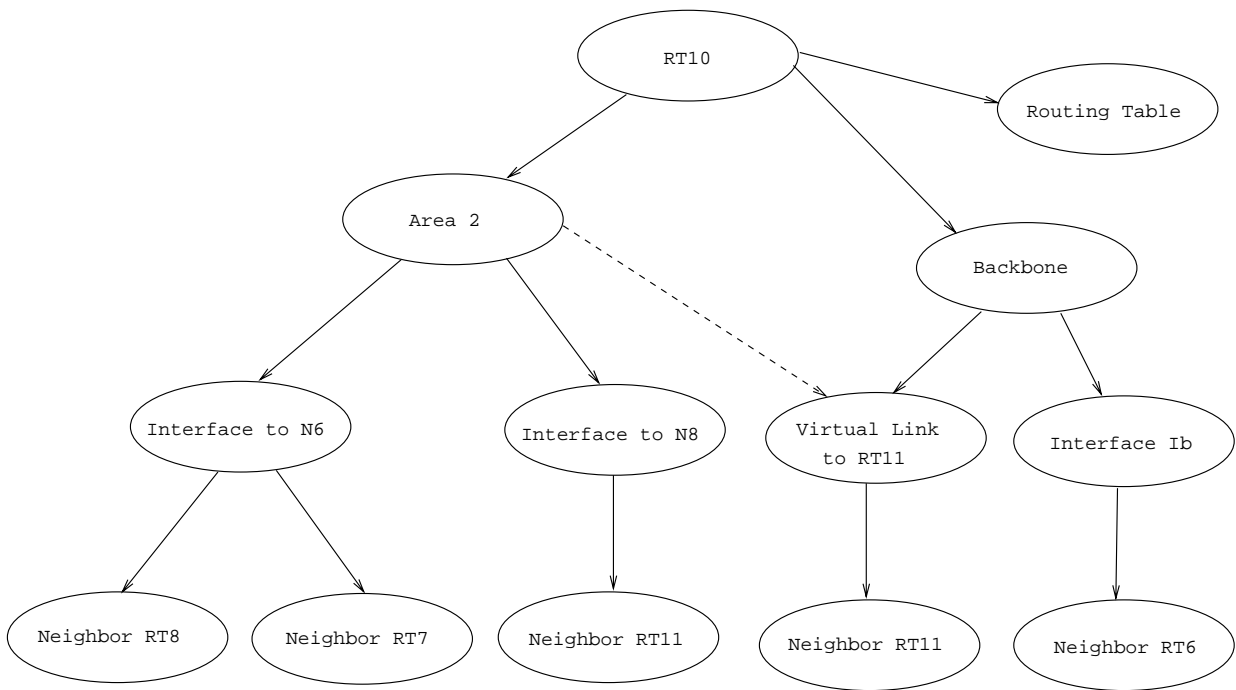 RT10
Routing Table
Area 2
Backbone
Interface to N6
Interface to N8
Virtual Link
to RT11
Interface Ib
Neighbor RT8
Neighbor RT7
Neighbor RT11
Neighbor RT11
Neighbor RT6